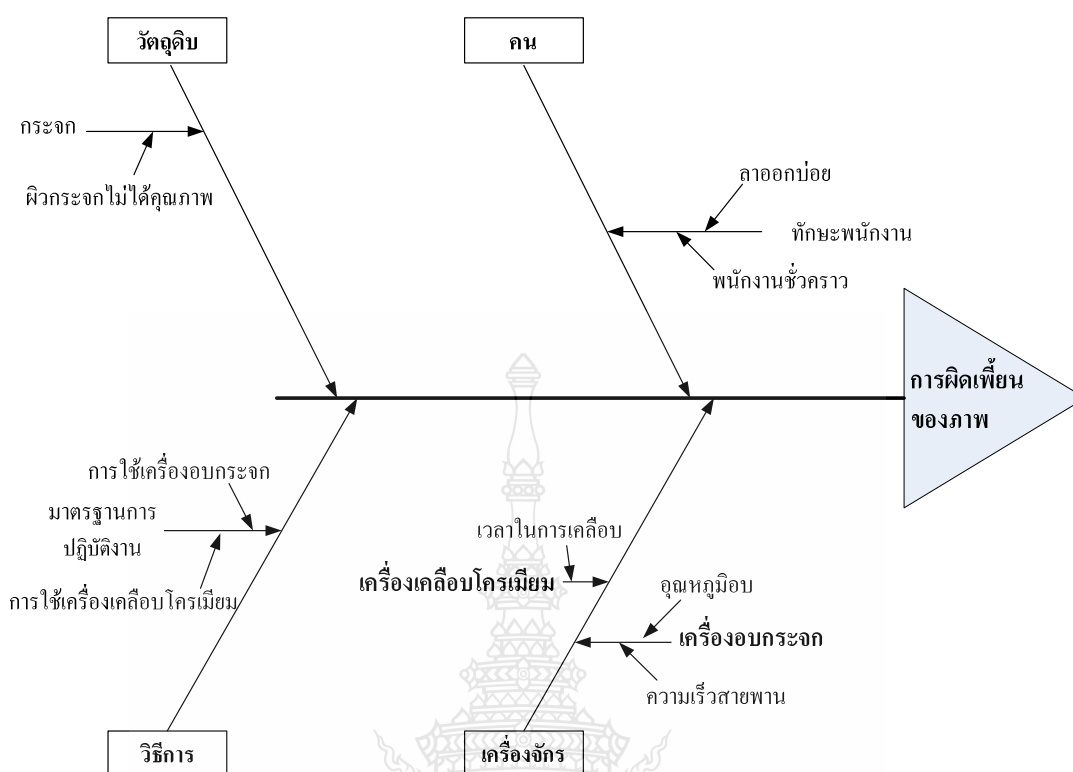 วัตถุดิบ
คน
กระจก
ผิวกระจกไม่ได้คุณภาพ
ลาออกบ่อย
ทักษะพนักงาน
พนักงานชั่วคราว
การผิดเพี้ยน
ของภาพ
การใช้เครื่องอบกระจก
มาตรฐานการ
ปฏิบัติงาน
การใช้เครื่องเคลือบโครเมียม
เวลาในการเคลือบ
เครื่องเคลือบโครเมียม
อุณหภูมิอบ
เครื่องอบกระจก
ความเร็วสายพาน
วิธีการ
เครื่องจักร